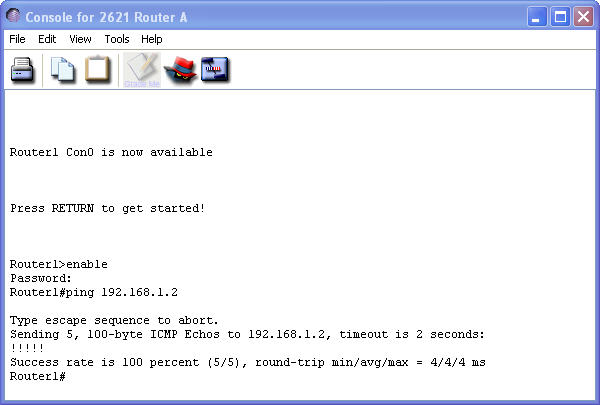 Console for 2621 Router A
File Edit View Tools Help
Grade Me
Router1 Con0 is now available
Press RETURN to get started!
Router1>enable
Password:
Router1#ping 192.168.1.2
Type escape sequence to abort.
Sending 5, 100-byte ICMP Echos to 192.168.1.2, timeout is 2 seconds:
!!!!!
Success rate is 100 percent (5/5), round-trip min/avg/max = 4/4/4 ms
Router1#